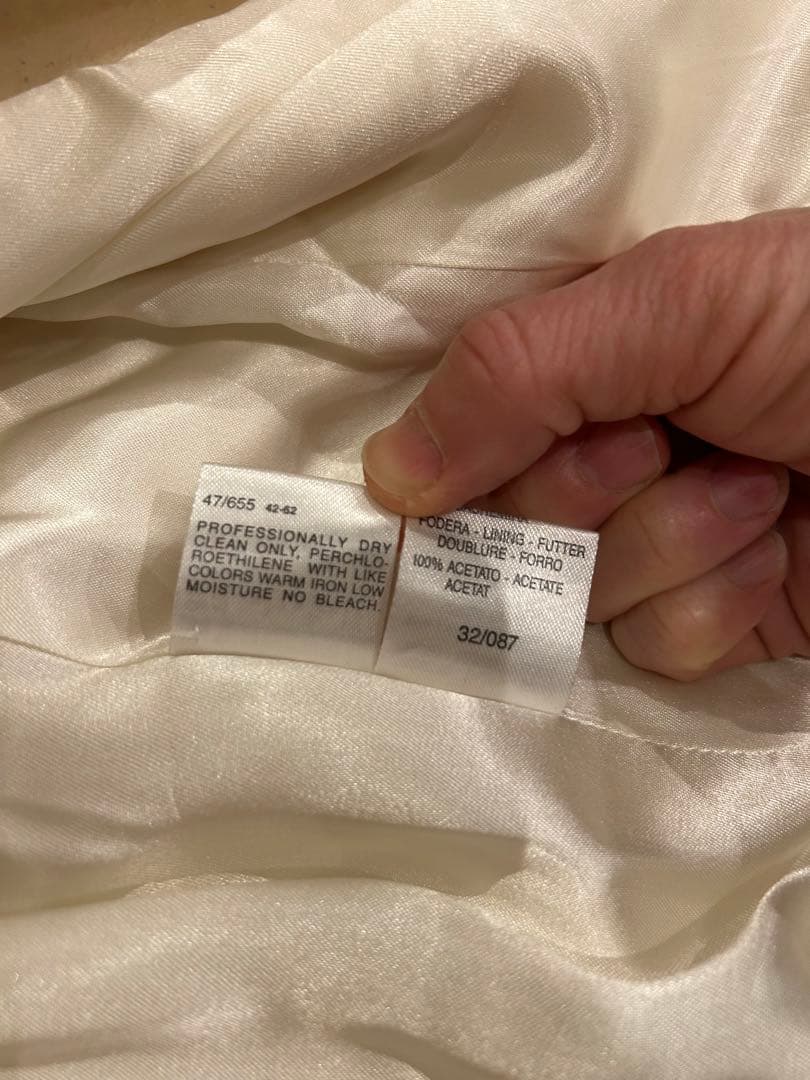 47/655 42-62
PROFESSIONALLY DRY
CLEAN ONLY, PERCHLO-
ROETHILENE WITH LIKE
COLORS WARM IRON LOW
MOISTURE NO BLEACH.
FODERA - LINING - FUTTER
DOUBLURE - FORRO
100% ACETATO - ACETATE
ACETAT
32/087